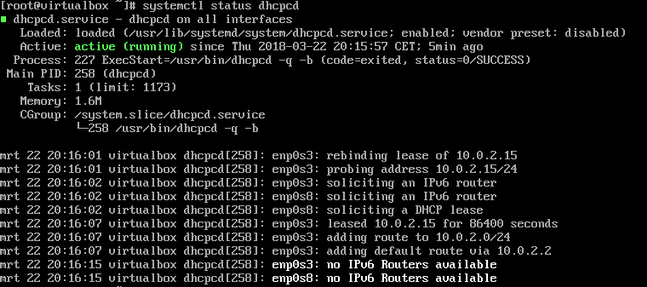 [root@virtualbox ~]# systemctl status dhcpcd
■ dhcpcd.service - dhcpcd on all interfaces
Loaded: loaded (/usr/lib/systemd/system/dhcpcd.service; enabled; vendor preset: disabled)
Active: active (running) since Thu 2018-03-22 20:15:57 CET; 5min ago
Process: 227 ExecStart=/usr/bin/dhcpcd -q -b (code=exited, status=0/SUCCESS)
Main PID: 258 (dhcpcd)
Tasks: 1 (limit: 1173)
Memory: 1.6M
CGroup: /system.slice/dhcpcd.service
└─258 /usr/bin/dhcpcd -q -b
mrt 22 20:16:01 virtualbox dhcpcd[258]: enp0s3: rebinding lease of 10.0.2.15
mrt 22 20:16:01 virtualbox dhcpcd[258]: enp0s3: probing address 10.0.2.15/24
mrt 22 20:16:02 virtualbox dhcpcd[258]: enp0s3: soliciting an IPv6 router
mrt 22 20:16:02 virtualbox dhcpcd[258]: enp0s8: soliciting an IPv6 router
mrt 22 20:16:02 virtualbox dhcpcd[258]: enp0s8: soliciting a DHCP lease
mrt 22 20:16:07 virtualbox dhcpcd[258]: enp0s3: leased 10.0.2.15 for 86400 seconds
mrt 22 20:16:07 virtualbox dhcpcd[258]: enp0s3: adding route to 10.0.2.0/24
mrt 22 20:16:07 virtualbox dhcpcd[258]: enp0s3: adding default route via 10.0.2.2
mrt 22 20:16:15 virtualbox dhcpcd[258]: enp0s3: no IPv6 Routers available
mrt 22 20:16:15 virtualbox dhcpcd[258]: enp0s8: no IPv6 Routers available